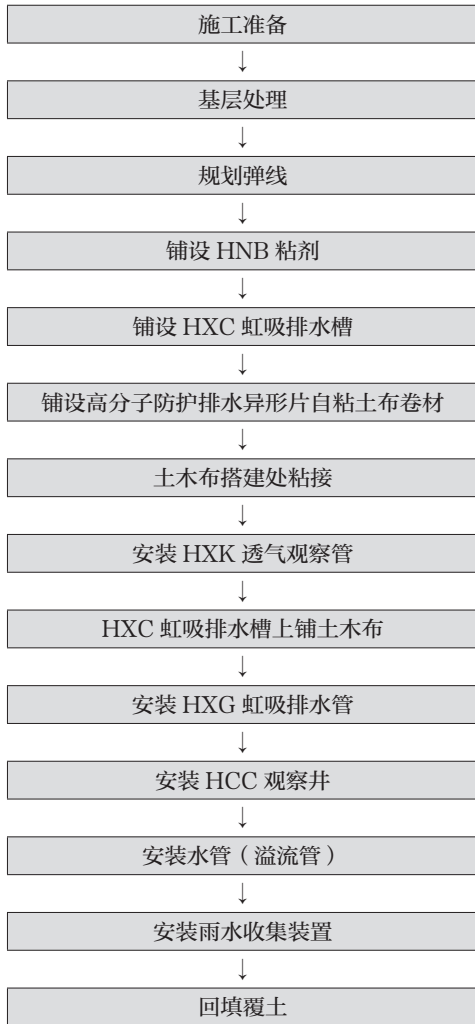 施工准备
↓
基层处理
↓
规划弹线
↓
铺设 HNB 粘剂
↓
铺设 HXC 虹吸排水槽
↓
铺设高分子防护排水异形片自粘土布卷材
↓
土木布搭建处粘接
↓
安装 HXK 透气观察管
↓
HXC 虹吸排水槽上铺土木布
↓
安装 HXG 虹吸排水管
↓
安装 HCC 观察井
↓
安装水管（溢流管）
↓
安装雨水收集装置
↓
回填覆土